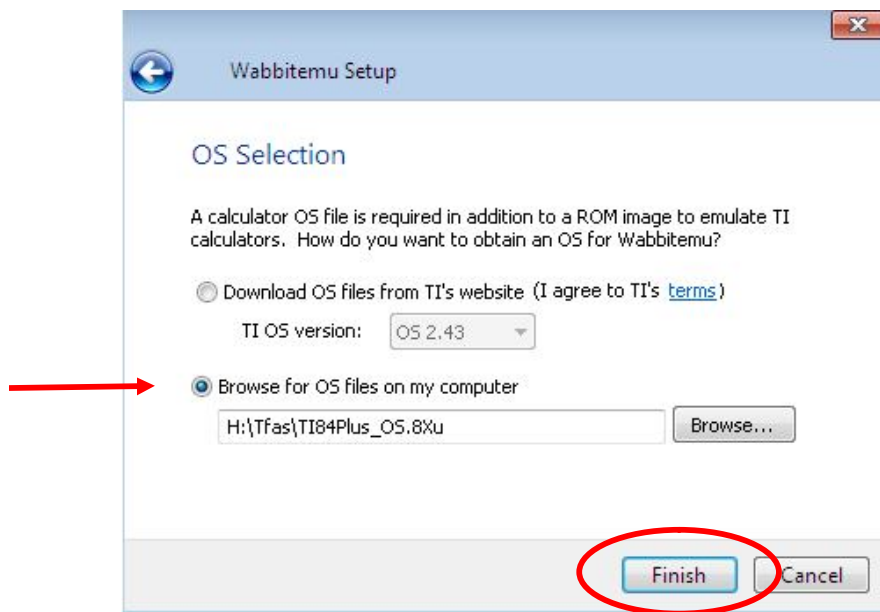 Wabbitemu Setup
OS Selection
A calculator OS file is required in addition to a ROM image to emulate TI
calculators. How do you want to obtain an OS for Wabbitemu?
Download OS files from TI's website (I agree to TI's terms)
TI OS version: OS 2.43
Browse for OS files on my computer
H:\Tfas\TI84Plus_OS.8Xu Browse...
Finish Cancel